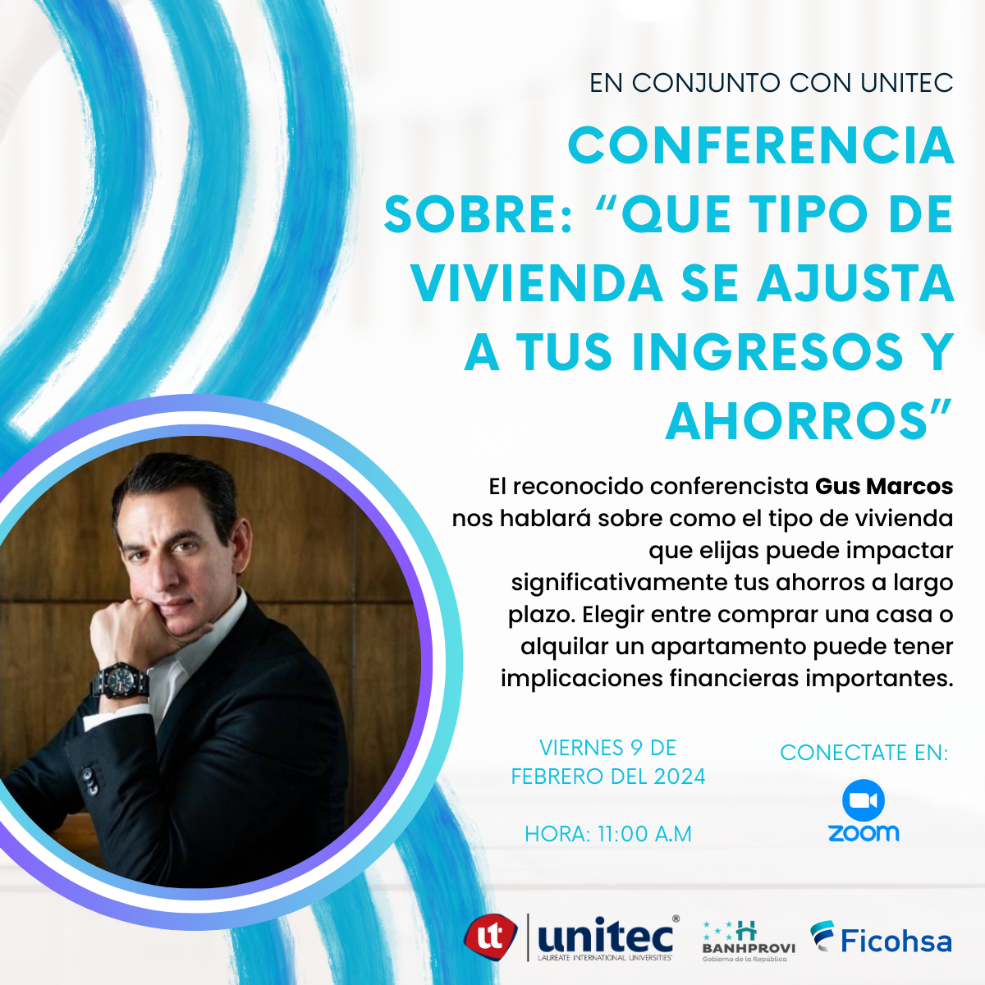 EN CONJUNTO CON UNITEC
CONFERENCIA
SOBRE: “QUE TIPO DE
VIVIENDA SE AJUSTA
A TUS INGRESOS Y
AHORROS”
El reconocido conferencista Gus Marcos
nos hablará sobre como el tipo de vivienda
que elijas puede impactar
significativamente tus ahorros a largo
plazo. Elegir entre comprar una casa o
alquilar un apartamento puede tener
implicaciones financieras importantes.
VIERNES 9 DE
FEBRERO DEL 2024
HORA: 11:00 A.M
CONECTATE EN:
zoom
ut
unitec®
LAUREATE INTERNATIONAL UNIVERSITIES
H
BANHPROVI
Gobierno de la República
Ficohsa